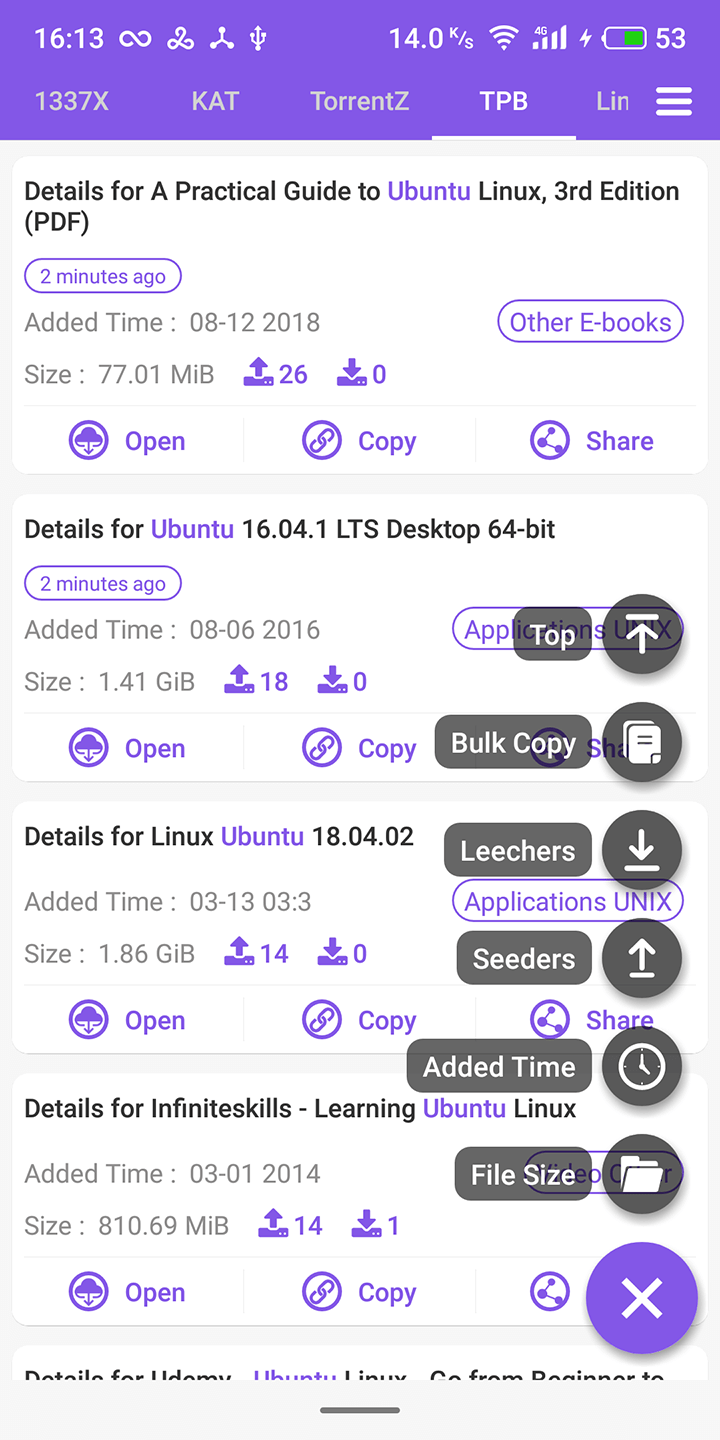 16:13 14.0 K/s 4G 53
1337X KAT TorrentZ TPB Lin
Details for A Practical Guide to Ubuntu Linux, 3rd Edition
(PDF)
2 minutes ago
Added Time : 08-12 2018 Other E-books
Size : 77.01 MiB 26 0
Open Copy Share
Details for Ubuntu 16.04.1 LTS Desktop 64-bit
2 minutes ago
Added Time : 08-06 2016 Applications UNIX
Top
Size : 1.41 GiB 18 0
Open Copy Share
Bulk Copy
Details for Linux Ubuntu 18.04.02
Leechers
Added Time : 03-13 03:3 Applications UNIX
Size : 1.86 GiB 14 0
Seeders
Open Copy Share
Added Time
Details for Infiniteskills - Learning Ubuntu Linux
Added Time : 03-01 2014 Video Other
File Size
Size : 810.69 MiB 14 1
Open Copy
Details for Udemy - Ubuntu Linux - Go from Beginner to